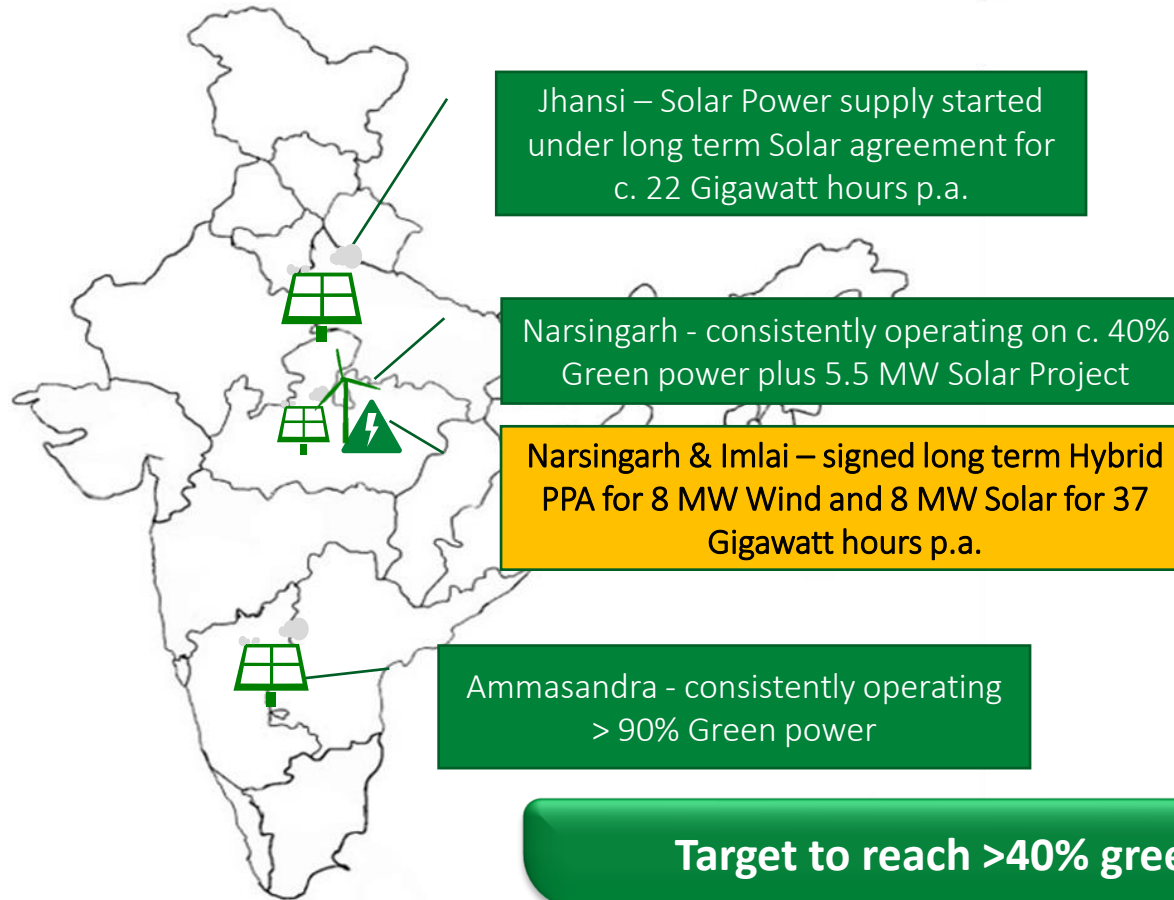 Jhansi – Solar Power supply started
under long term Solar agreement for
c. 22 Gigawatt hours p.a.
Narsingarh - consistently operating on c. 40%
Green power plus 5.5 MW Solar Project
Narsingarh & Imlai – signed long term Hybrid
PPA for 8 MW Wind and 8 MW Solar for 37
Gigawatt hours p.a.
Ammasandra - consistently operating
> 90% Green power
Target to reach >40%